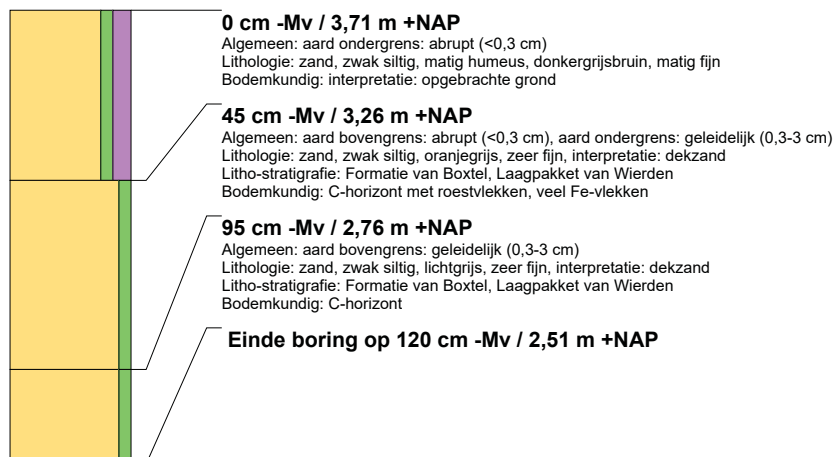 0 cm -Mv / 3,71 m +NAP
Algemeen: aard ondergrens: abrupt (<0,3 cm)
Lithologie: zand, zwak siltig, matig humeus, donkergrijsbruin, matig fijn
Bodemkundig: interpretatie: opgebrachte grond
45 cm -Mv / 3,26 m +NAP
Algemeen: aard bovengrens: abrupt (<0,3 cm), aard ondergrens: geleidelijk (0,3-3 cm)
Lithologie: zand, zwak siltig, oranjegrijs, zeer fijn, interpretatie: dekzand
Litho-stratigrafie: Formatie van Boxtel, Laagpakket van Wierden
Bodemkundig: C-horizont met roestvlekken, veel Fe-vlekken
95 cm -Mv / 2,76 m +NAP
Algemeen: aard bovengrens: geleidelijk (0,3-3 cm)
Lithologie: zand, zwak siltig, lichtgrijs, zeer fijn, interpretatie: dekzand
Litho-stratigrafie: Formatie van Boxtel, Laagpakket van Wierden
Bodemkundig: C-horizont
Einde boring op 120 cm -Mv / 2,51 m +NAP